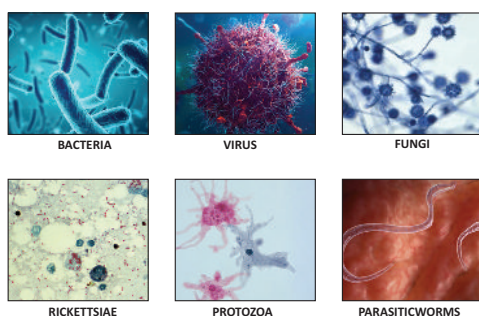 BACTERIA
VIRUS
FUNGI
RICKETTSIAE
PROTOZOA
PARASITICWORMS